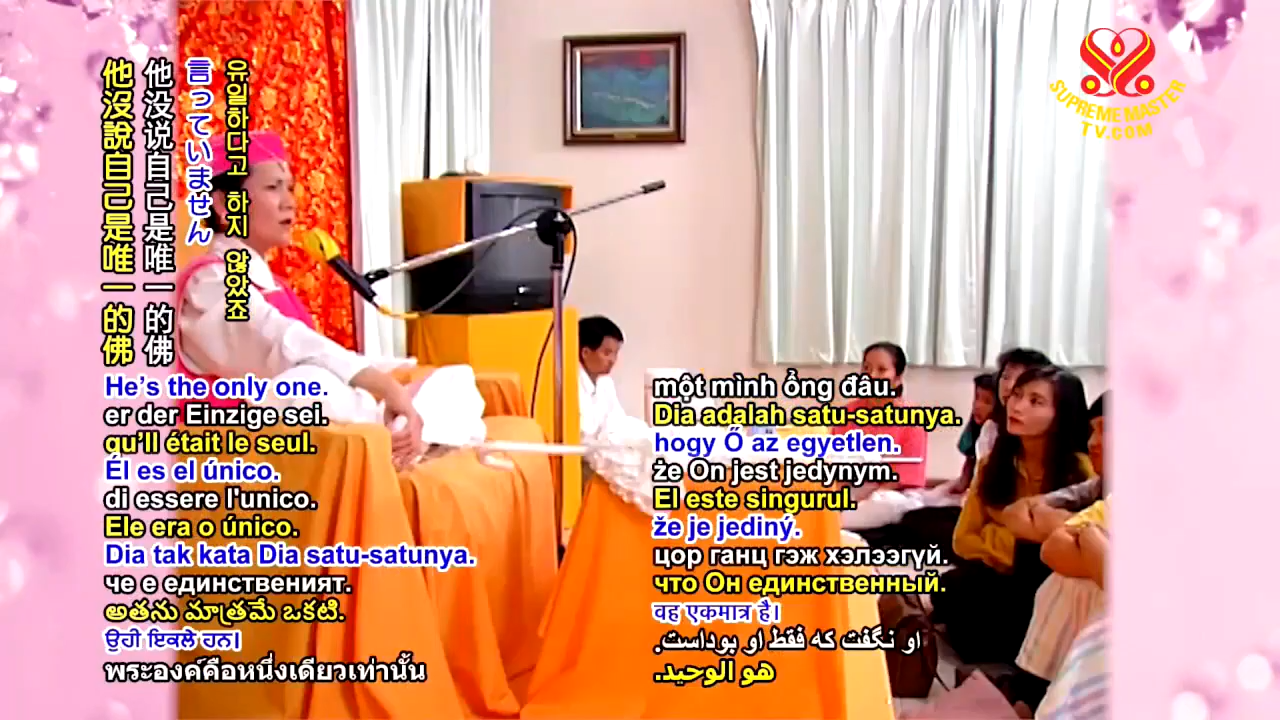 유일하다고 하지 않았죠
言っていません
他没说自己是唯一的佛
他沒說自己是唯一的佛
He's the only one.
er der Einzige sei.
qu'Il était le seul.
Él es el único.
di essere l'unico.
Ele era o único.
Dia tak kata Dia satu-satunya.
че е единственият.
అతను మాత్రమే ఒకటి.
ਉਹੀ ਇਕਲੇ ਹਨ।
พระองค์คือหนึ่งเดียวเท่านั้น
một mình ổng đâu.
Dia adalah satu-satunya.
hogy Ő az egyetlen.
że On jest jedynym.
El este singurul.
že je jediný.
цор ганц гэж хэлээгүй.
что Он единственный.
वह एकमात्र है।
او نگفت که فقط او بوداست.
هو الوحيد.
SUPREME MASTER
TV.COM